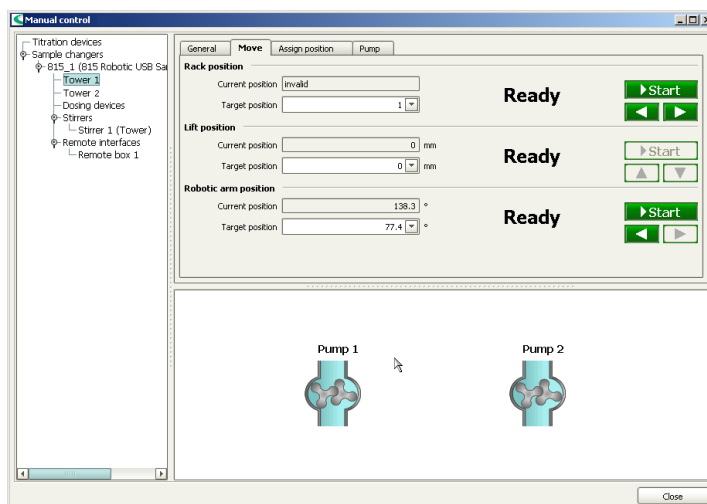 Manual control
Titration devices
Sample changers
815_1 (815 Robotic USB Sa
Tower 1
Tower 2
Dosing devices
Stirrers
Stirrer 1 (Tower)
Remote interfaces
Remote box 1
General Move Assign position Pump
Rack position
Current position invalid
Target position 1
Ready
Start
Lift position
Current position 0 mm
Target position 0 mm
Ready
Start
Robotic arm position
Current position 138.3 °
Target position 77.4 °
Ready
Start
Pump 1 Pump 2
Close